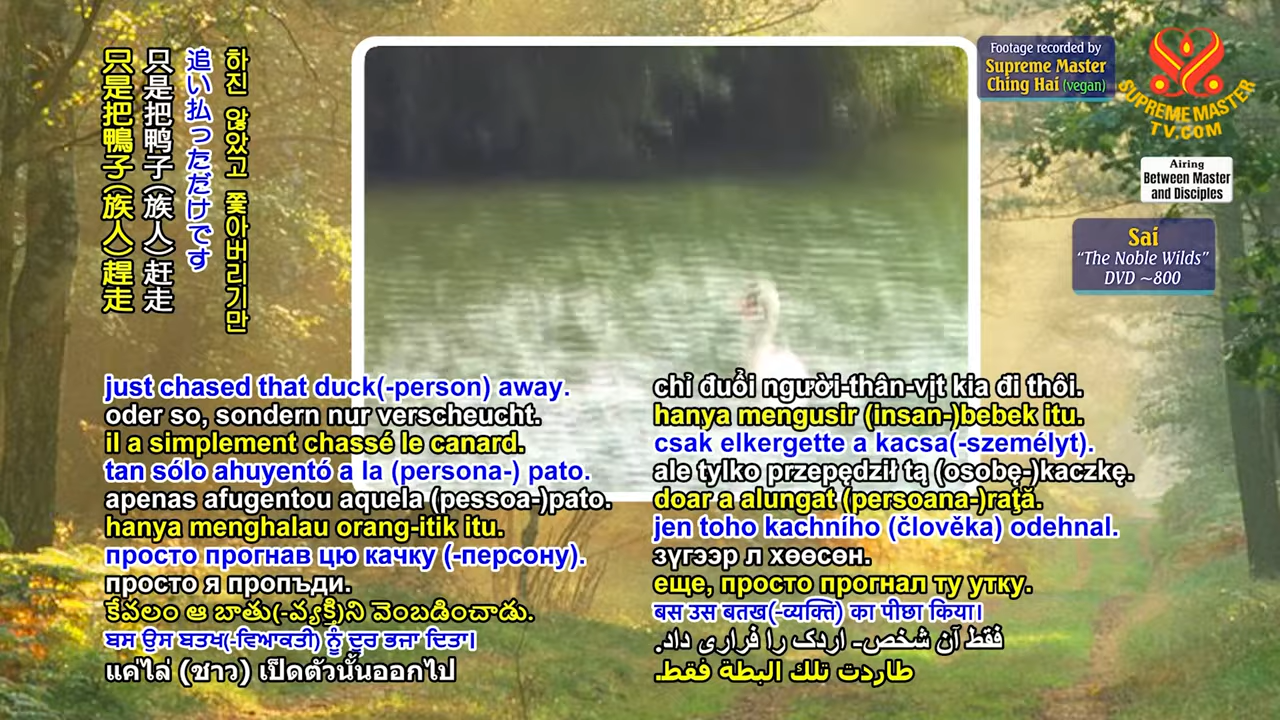 하진 않았고 쫓아버리기만
追い払っただけです
只是把鸭子(族人)赶走
只是把鴨子(族人)趕走
Footage recorded by
Supreme Master
Ching Hai (vegan)
SUPREME MASTER
TV.COM
Airing
Between Master
and Disciples
Sai
“The Noble Wilds”
DVD ~800
just chased that duck(-person) away.
oder so, sondern nur verscheucht.
il a simplement chassé le canard.
tan sólo ahuyentó a la (persona-) pato.
apenas afugentou aquela (pessoa-)pato.
hanya menghalau orang-itik itu.
просто прогнав цю качку (-персону).
просто я пропъди.
కేవలం ఆ బాతు(-వ్యక్తి)ని వెంబడించాడు.
ਬਸ ਉਸ ਬਤਖ(-ਵਿਆਕਤੀ) ਨੂੰ ਦੂਰ ਭਜਾ ਦਿਤਾ।
แค่ไล่ (ชาว) เป็ดตัวนั้นออกไป
chỉ đuổi người-thân-vịt kia đi thôi.
hanya mengusir (insan-)bebek itu.
csak elkergette a kacsa(-személyt).
ale tylko przepędził tą (osobę-)kaczkę.
doar a alungat (persoana-)raţă.
jen toho kachního (člověka) odehnal.
зүгээр л хөөсөн.
еще, просто прогнал ту утку.
बस उस बतख(-व्यक्ति) का पीछा किया।
فقط آن شخص- اردک را فراری داد.
طاردت تلك البطة فقط.